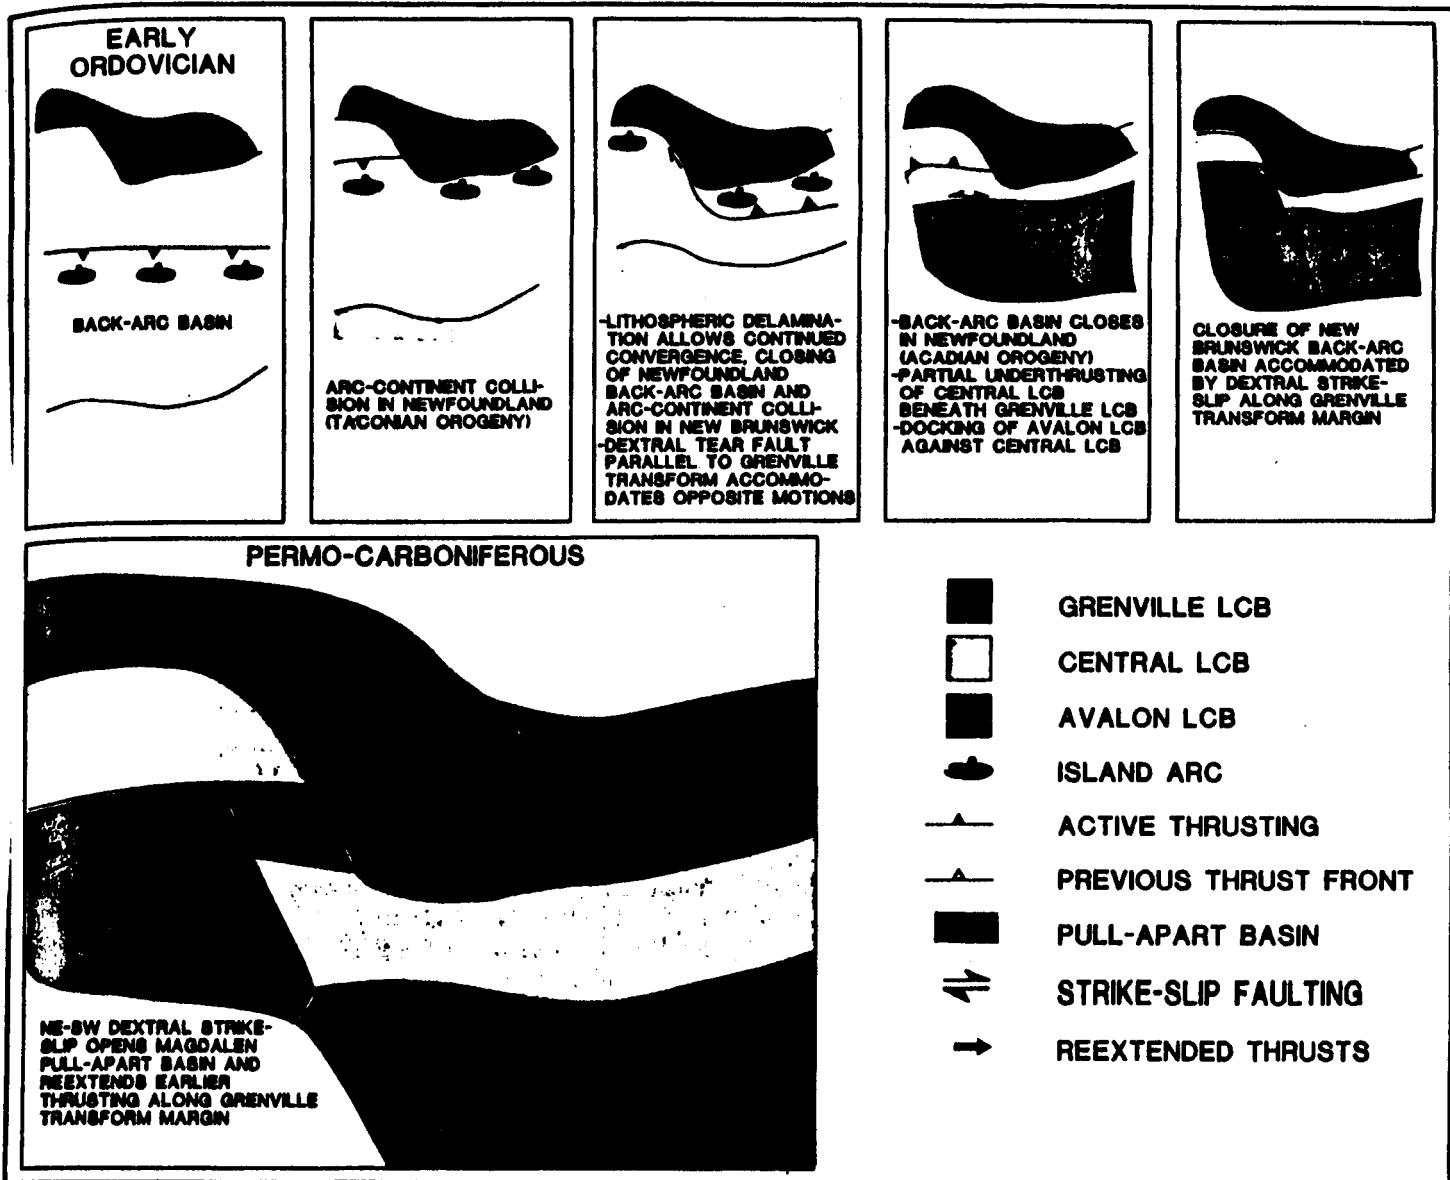 EARLY
ORDOVICIAN
BACK-ARC BASIN
ARC-CONTINENT COLLI-
SION IN NEWFOUNDLAND
(TACONIAN OROGENY)
-LITHOSPHERIC DELAMINA-
TION ALLOWS CONTINUED
CONVERGENCE, CLOSING
OF NEWFOUNDLAND
BACK-ARC BASIN AND
ARC-CONTINENT COLLI-
SION IN NEW BRUNSWICK
-DEXTRAL TEAR FAULT
PARALLEL TO GRENVILLE
TRANSFORM ACCOMMO-
DATES OPPOSITE MOTIONS
-BACK-ARC BASIN CLOSES
IN NEWFOUNDLAND
(ACADIAN OROGENY)
-PARTIAL UNDERTHRUSTING
OF CENTRAL LCB
BENEATH GRENVILLE LCB
-DOCKING OF AVALON LCB
AGAINST CENTRAL LCB
CLOSURE OF NEW
BRUNSWICK BACK-ARC
BASIN ACCOMMODATED
BY DEXTRAL STRIKE-
SLIP ALONG GRENVILLE
TRANSFORM MARGIN
PERMO-CARBONIFEROUS
NE-SW DEXTRAL STRIKE-
SLIP OPENS MAGDALEN
PULL-APART BASIN AND
REEXTENDS EARLIER
THRUSTING ALONG GRENVILLE
TRANSFORM MARGIN
GRENVILLE LCB
CENTRAL LCB
AVALON LCB
ISLAND ARC
ACTIVE THRUSTING
PREVIOUS THRUST FRONT
PULL-APART BASIN
STRIKE-SLIP FAULTING
REEXTENDED THRUSTS